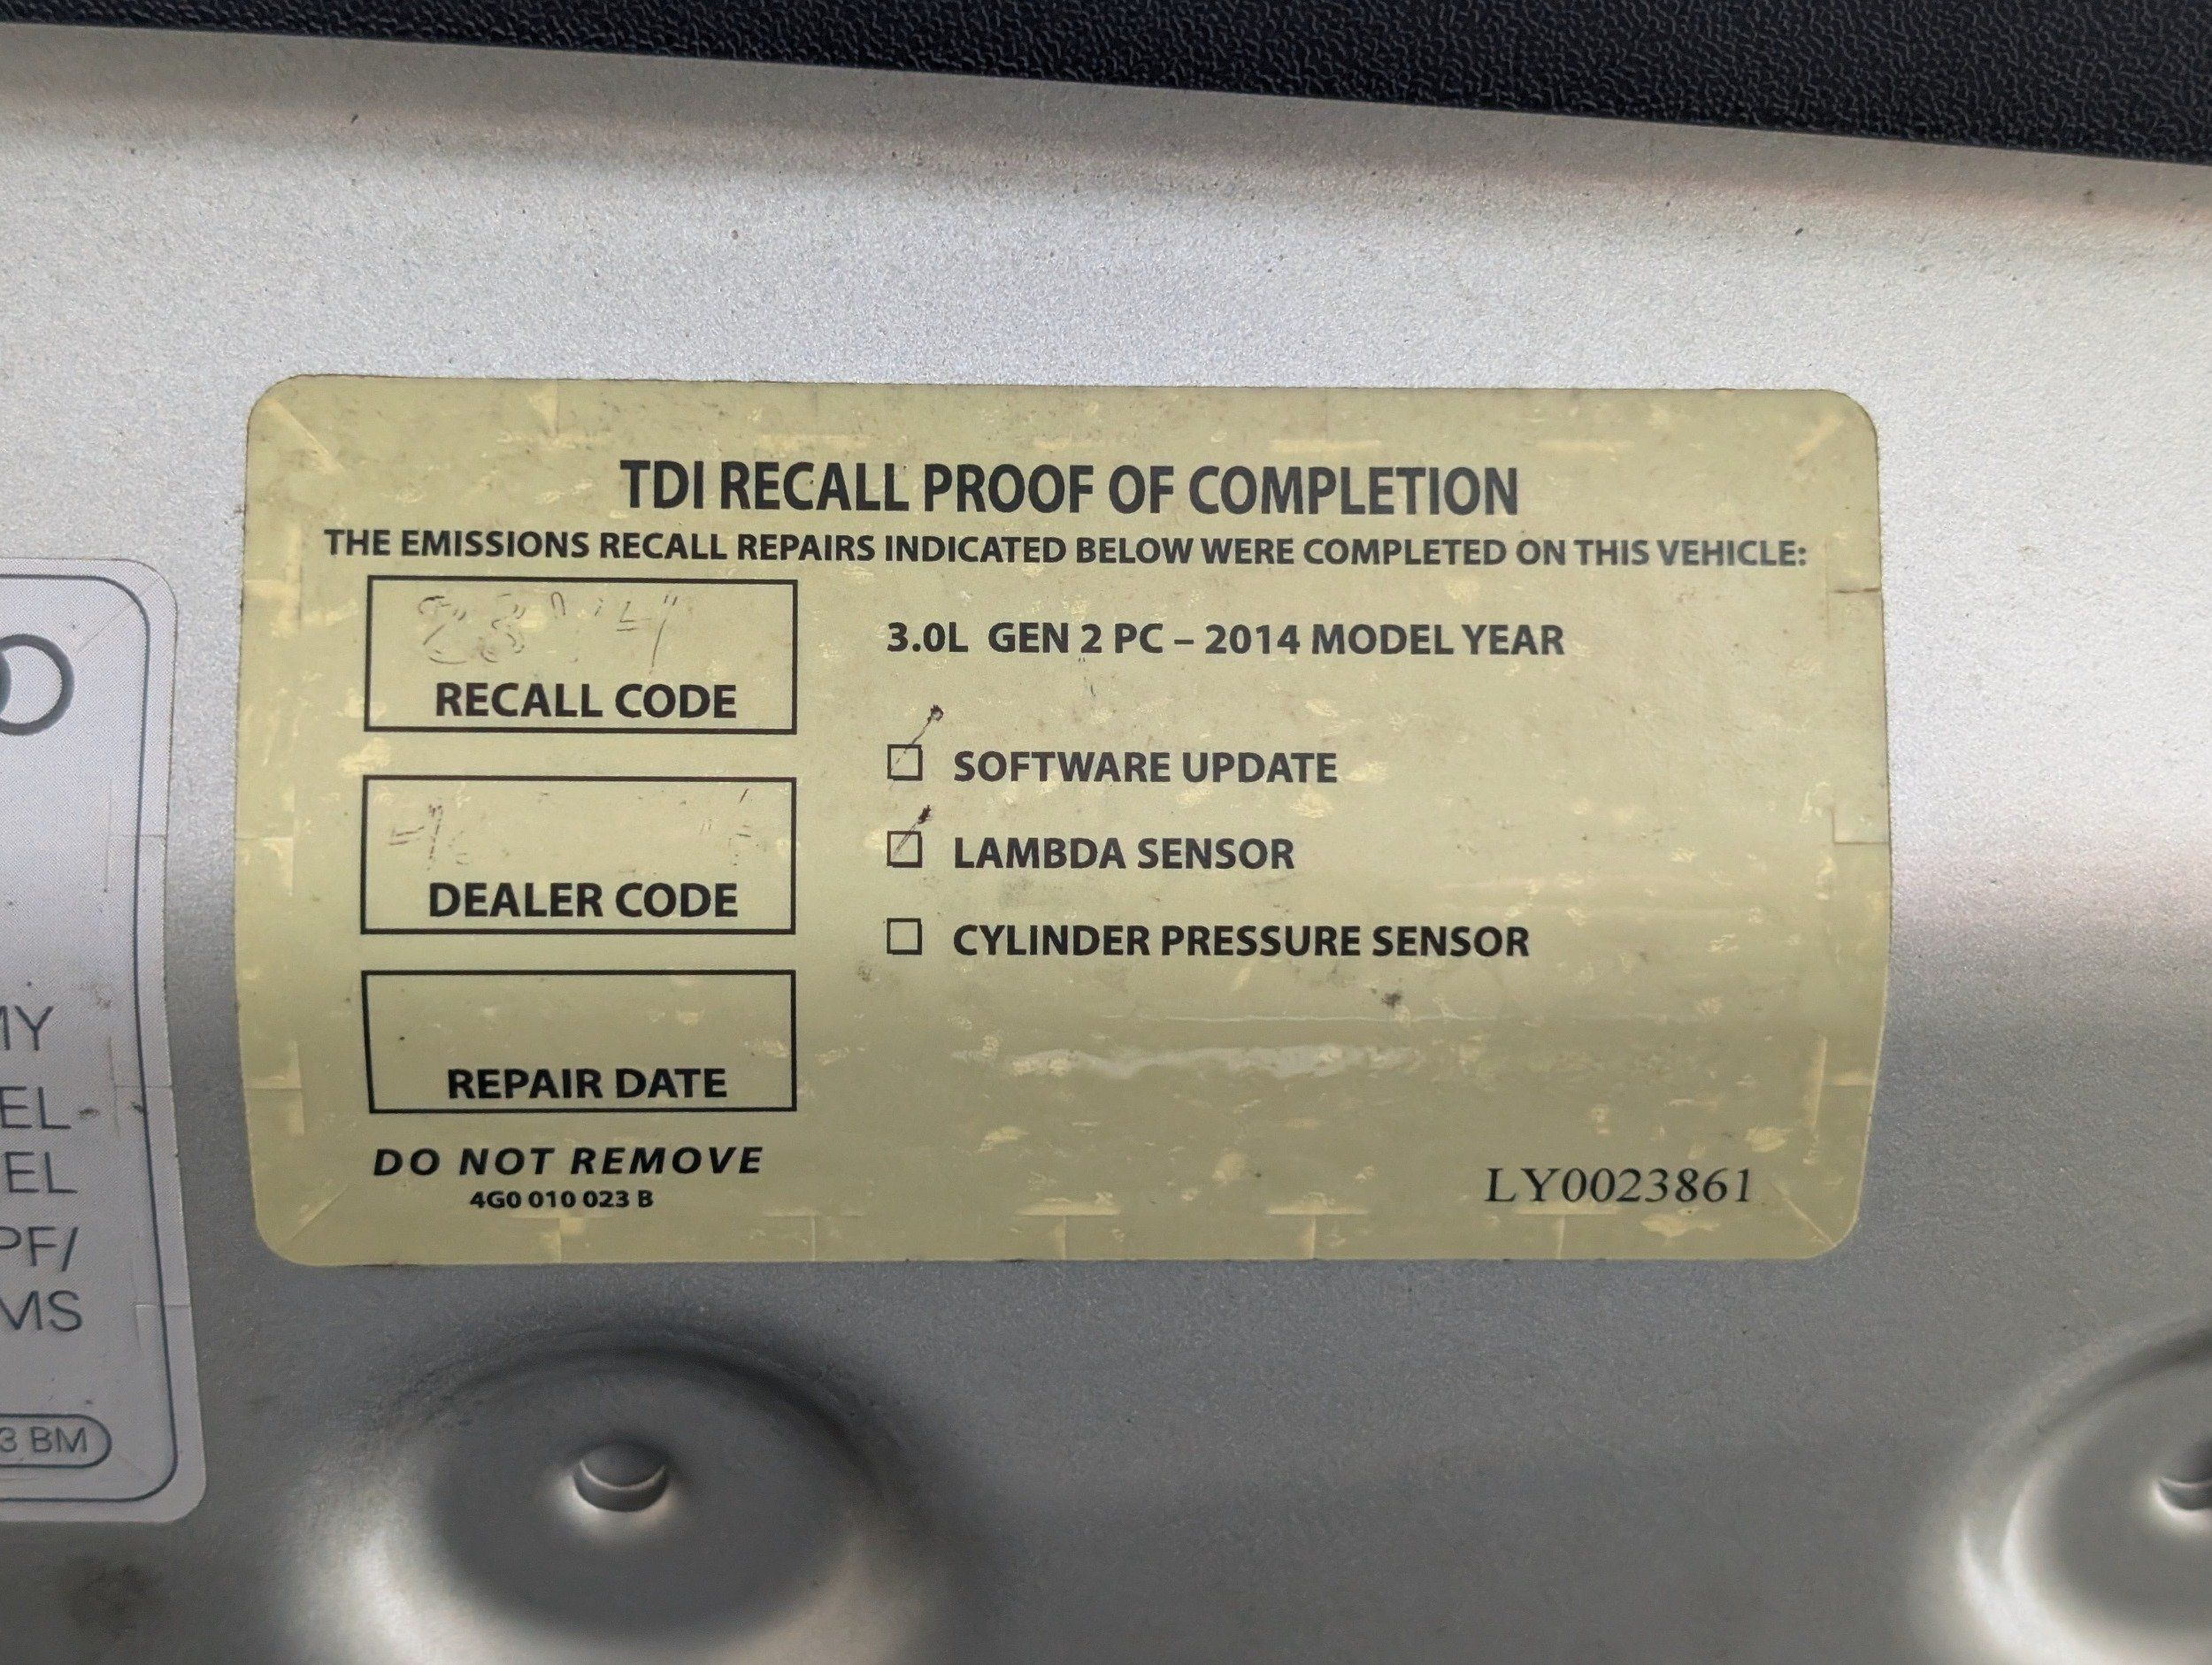 TDI RECALL PROOF OF COMPLETION
THE EMISSIONS RECALL REPAIRS INDICATED BELOW WERE COMPLETED ON THIS VEHICLE:
RECALL CODE
DEALER CODE
REPAIR DATE
DO NOT REMOVE
4G0 010 023 B
3.0L GEN 2 PC – 2014 MODEL YEAR
SOFTWARE UPDATE
LAMBDA SENSOR
CYLINDER PRESSURE SENSOR
LY0023861
MY
EL
EL
PF/
MS
3 BM